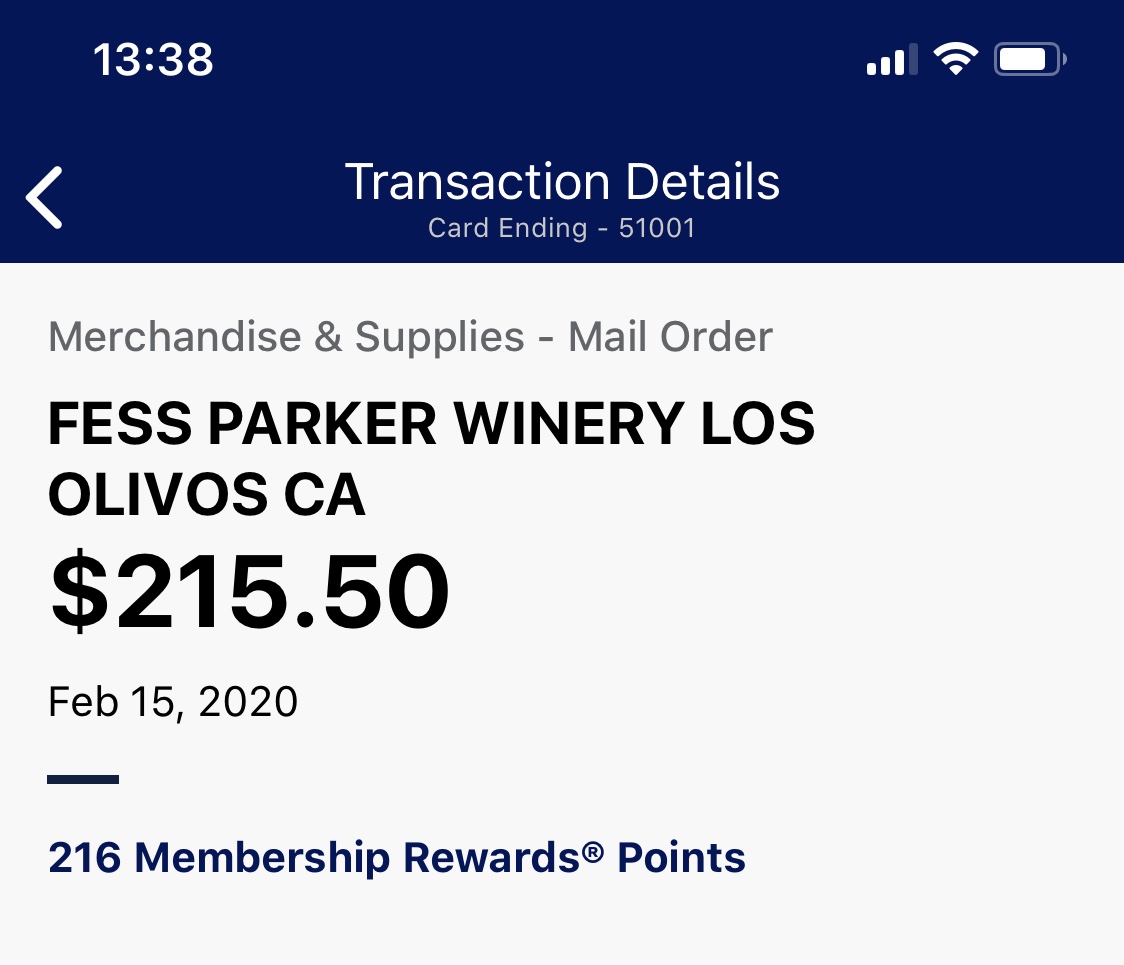 13:38
Transaction Details
Card Ending - 51001
Merchandise & Supplies - Mail Order
FESS PARKER WINERY LOS
OLIVOS CA
$215.50
Feb 15, 2020
216 Membership Rewards® Points